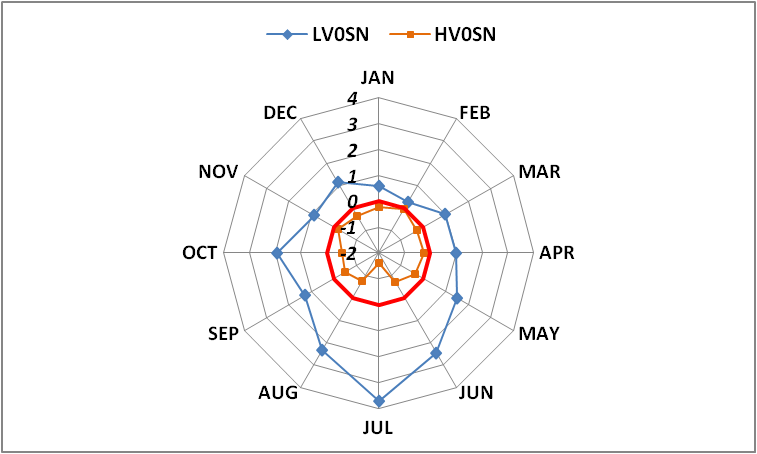 LV0SN HV0SN
JAN
FEB
MAR
APR
MAY
JUN
JUL
AUG
SEP
OCT
NOV
DEC
4
3
2
1
0
-1
-2